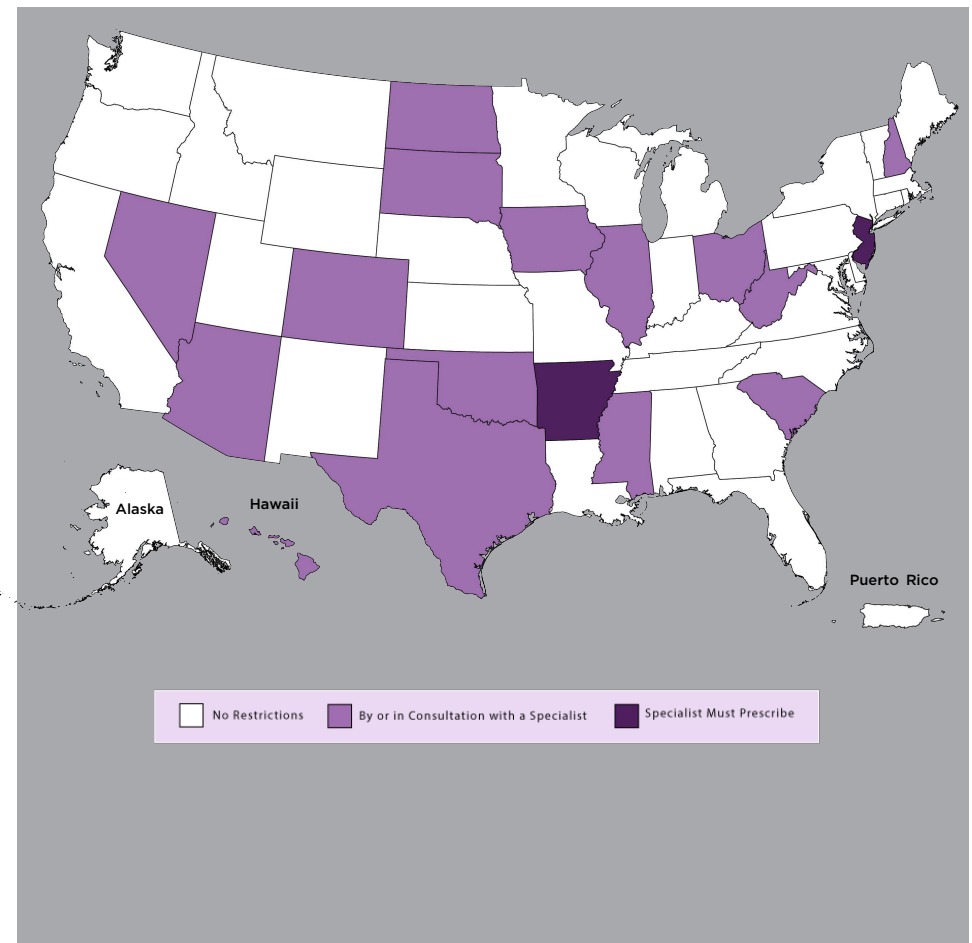 Alaska
Hawaii
Puerto Rico
No Restrictions
By or in Consultation with a Specialist
Specialist Must Prescribe